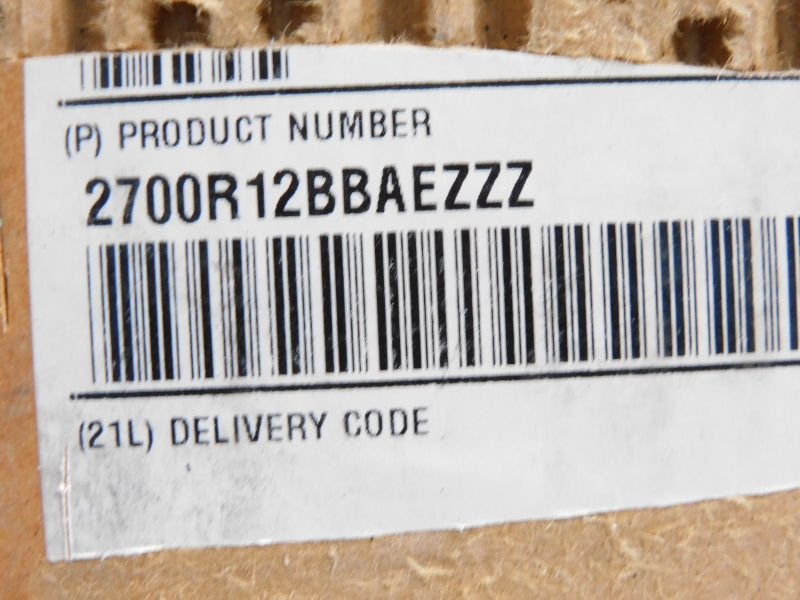 (P) PRODUCT NUMBER
2700R12BBAEZZZ
(21L) DELIVERY CODE